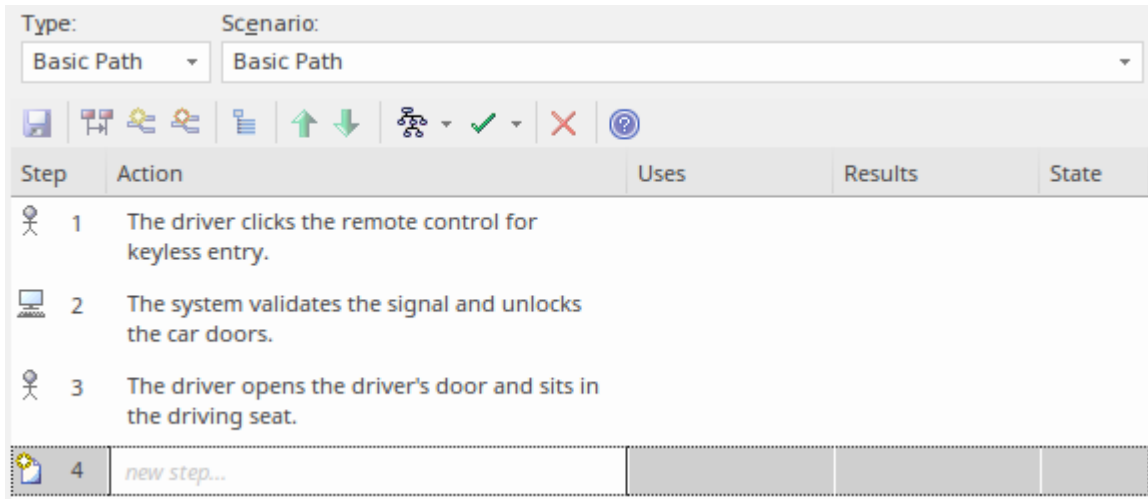 Type: Scenario:
Basic Path Basic Path
Step Action Uses Results State
1 The driver clicks the remote control for
keyless entry.
2 The system validates the signal and unlocks
the car doors.
3 The driver opens the driver's door and sits in
the driving seat.
4 new step...